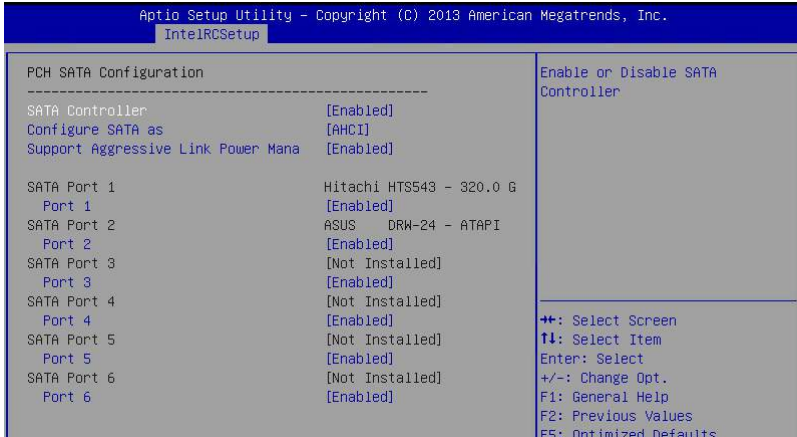 Aptio Setup Utility – Copyright (C) 2013 American Megatrends, Inc.
IntelRCSetup
PCH SATA Configuration
--------------------------------------------------
SATA Controller [Enabled]
Configure SATA as [AHCI]
Support Aggressive Link Power Mana [Enabled]
SATA Port 1 Hitachi HTS543 - 320.0 G
Port 1 [Enabled]
SATA Port 2 ASUS DRW-24 - ATAPI
Port 2 [Enabled]
SATA Port 3 [Not Installed]
Port 3 [Enabled]
SATA Port 4 [Not Installed]
Port 4 [Enabled]
SATA Port 5 [Not Installed]
Port 5 [Enabled]
SATA Port 6 [Not Installed]
Port 6 [Enabled]
Enable or Disable SATA
Controller
→←: Select Screen
↑↓: Select Item
Enter: Select
+/-: Change Opt.
F1: General Help
F2: Previous Values
F5: Optimized Defaults